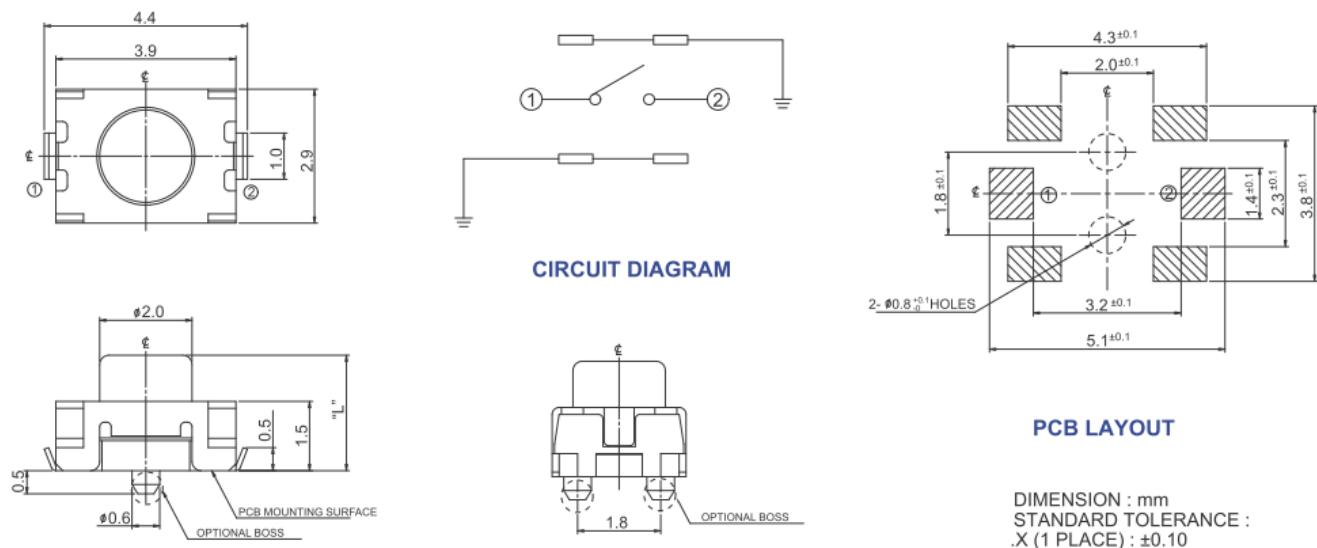 4.4
3.9
℄
℄
1.0
2.9
①
②
①
②
CIRCUIT DIAGRAM
4.3±0.1
2.0±0.1
℄
℄
①
②
1.8±0.1
1.4±0.1
2.3±0.1
3.8±0.1
2- ø0.8 +0.1 -0 HOLES
3.2±0.1
5.1±0.1
PCB LAYOUT
ø2.0
℄
"L"
0.5
1.5
0.5
ø0.6
PCB MOUNTING SURFACE
OPTIONAL BOSS
℄
1.8
OPTIONAL BOSS
DIMENSION : mm
STANDARD TOLERANCE :
.X (1 PLACE) : ±0.10